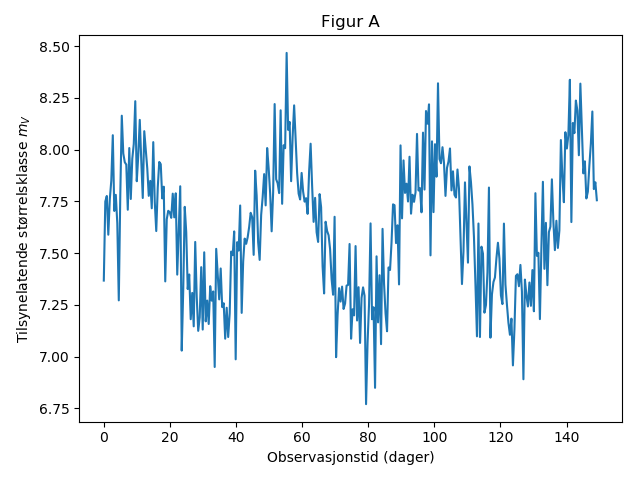 Figur A
Tilsynelatende størrelsesklasse m_V
8.50
8.25
8.00
7.75
7.50
7.25
7.00
6.75
0 20 40 60 80 100 120 140
Observasjonstid (dager)